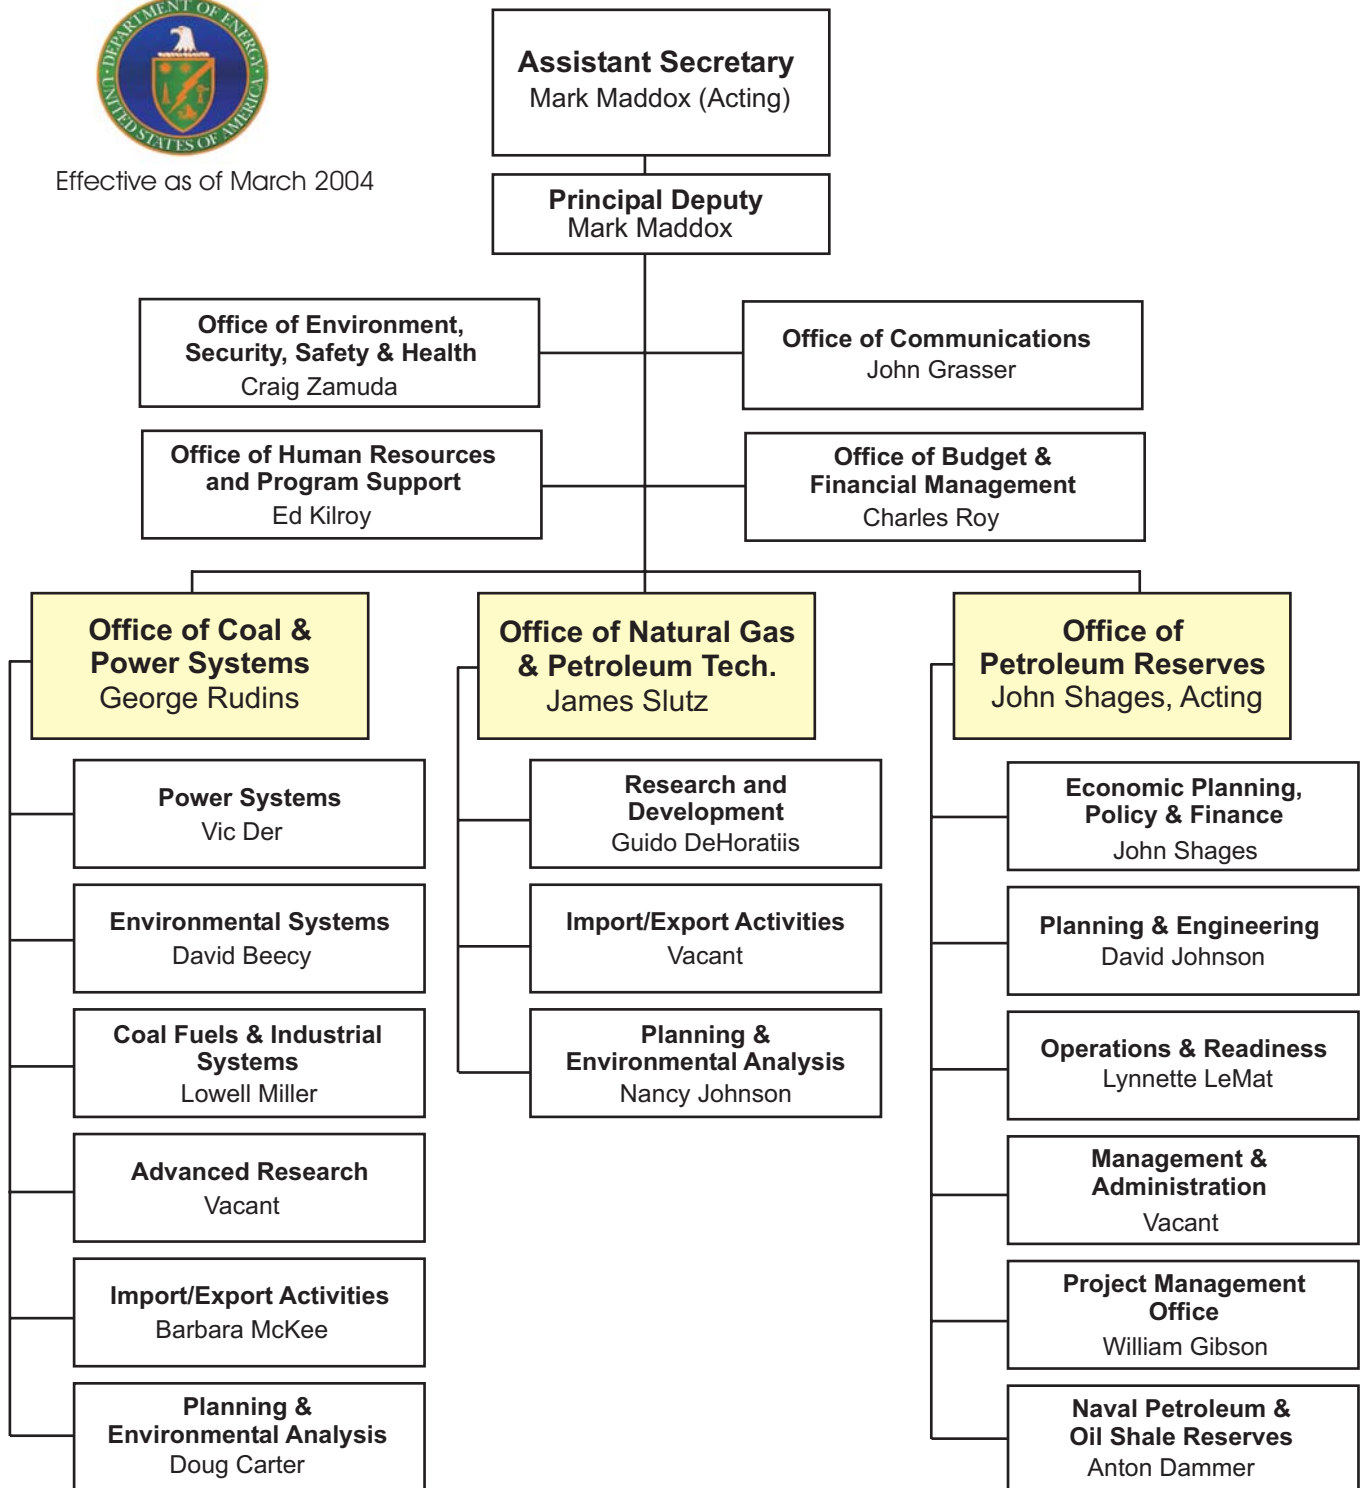 DEPARTMENT OF ENERGY
UNITED STATES OF AMERICA
Effective as of March 2004
Assistant Secretary
Mark Maddox (Acting)
Principal Deputy
Mark Maddox
Office of Environment,
Security, Safety & Health
Craig Zamuda
Office of Communications
John Grasser
Office of Human Resources
and Program Support
Ed Kilroy
Office of Budget &
Financial Management
Charles Roy
Office of Coal &
Power Systems
George Rudins
Power Systems
Vic Der
Environmental Systems
David Beecy
Coal Fuels & Industrial
Systems
Lowell Miller
Advanced Research
Vacant
Import/Export Activities
Barbara McKee
Planning &
Environmental Analysis
Doug Carter
Office of Natural Gas
& Petroleum Tech.
James Slutz
Research and
Development
Guido DeHoratiis
Import/Export Activities
Vacant
Planning &
Environmental Analysis
Nancy Johnson
Office of
Petroleum Reserves
John Shages, Acting
Economic Planning,
Policy & Finance
John Shages
Planning & Engineering
David Johnson
Operations & Readiness
Lynnette LeMat
Management &
Administration
Vacant
Project Management
Office
William Gibson
Naval Petroleum &
Oil Shale Reserves
Anton Dammer